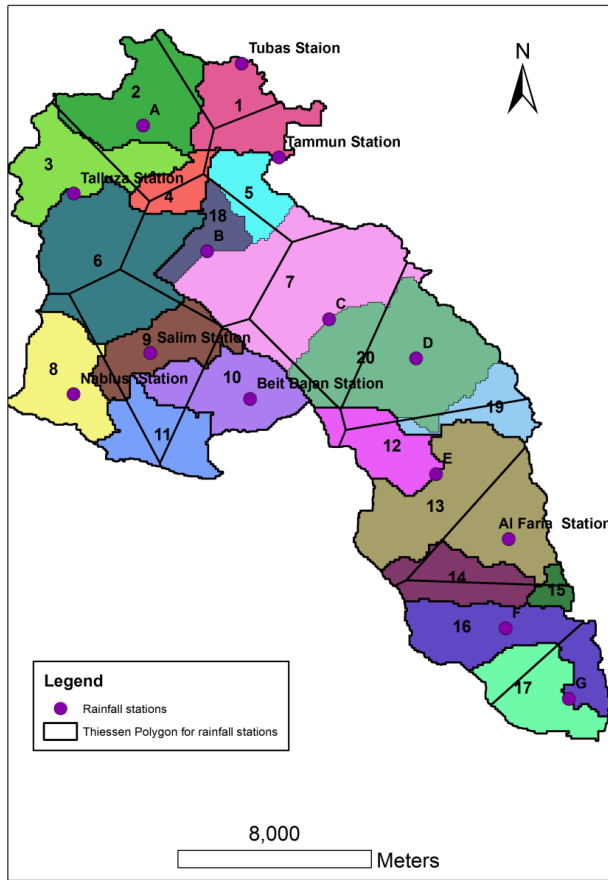 Tubas Staion
N
2
1
A
Tammun Station
3
Talluza Station
4
5
18
B
6
7
C
9
Salim Station
D
20
8
Nablus Station
10
Beit Dajan Station
19
11
12
E
13
Al Faria Station
14
15
16
F
17
G
Legend
Rainfall stations
Thiessen Polygon for rainfall stations
8,000
Meters